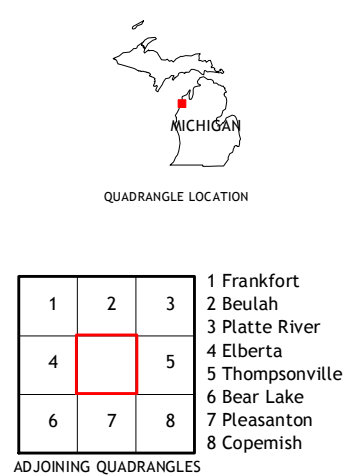 MICHIGAN
QUADRANGLE LOCATION
1 2 3
4 5
6 7 8
1 Frankfort
2 Beulah
3 Platte River
4 Elberta
5 Thompsonville
6 Bear Lake
7 Pleasanton
8 Copemish
ADJOINING QUADRANGLES